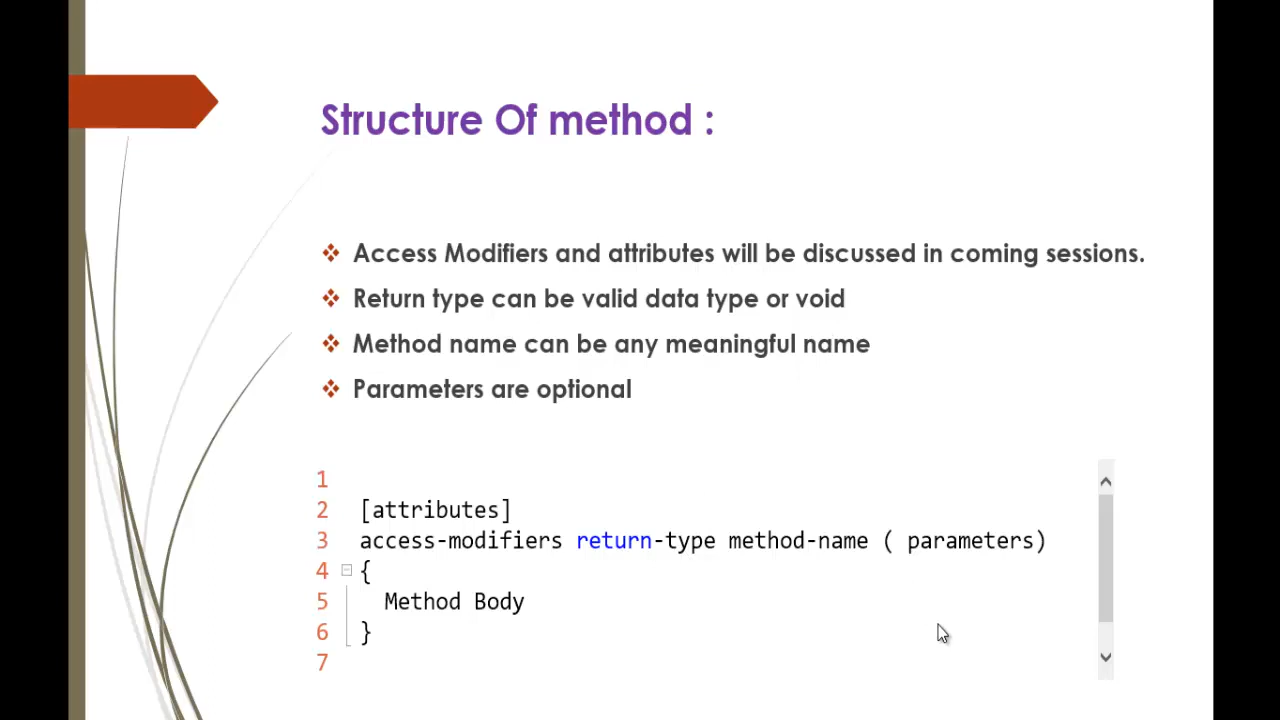 Structure Of method :
Access Modifiers and attributes will be discussed in coming sessions.
Return type can be valid data type or void
Method name can be any meaningful name
Parameters are optional
1
2 [attributes]
3 access-modifiers return-type method-name ( parameters)
4 {
5 Method Body
6 }
7